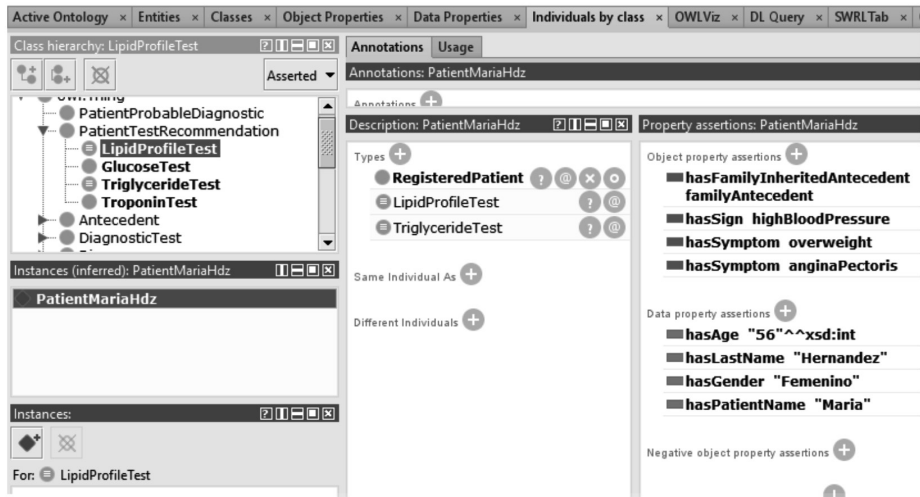 Active Ontology × Entities × Classes × Object Properties × Data Properties × Individuals by class × OWLViz × DL Query × SWRLTab ×
Class hierarchy: LipidProfileTest
Asserted
owl:Thing
PatientProbableDiagnostic
PatientTestRecommendation
LipidProfileTest
GlucoseTest
TriglycerideTest
TroponinTest
Antecedent
DiagnosticTest
Instances (inferred): PatientMariaHdz
PatientMariaHdz
Instances:
For: LipidProfileTest
Annotations Usage
Annotations: PatientMariaHdz
Annotations
Description: PatientMariaHdz
Types
RegisteredPatient
LipidProfileTest
TriglycerideTest
Same Individual As
Different Individuals
Property assertions: PatientMariaHdz
Object property assertions
hasFamilyInheritedAntecedent
familyAntecedent
hasSign highBloodPressure
hasSymptom overweight
hasSymptom anginaPectoris
Data property assertions
hasAge "56"^^xsd:int
hasLastName "Hernandez"
hasGender "Femenino"
hasPatientName "Maria"
Negative object property assertions